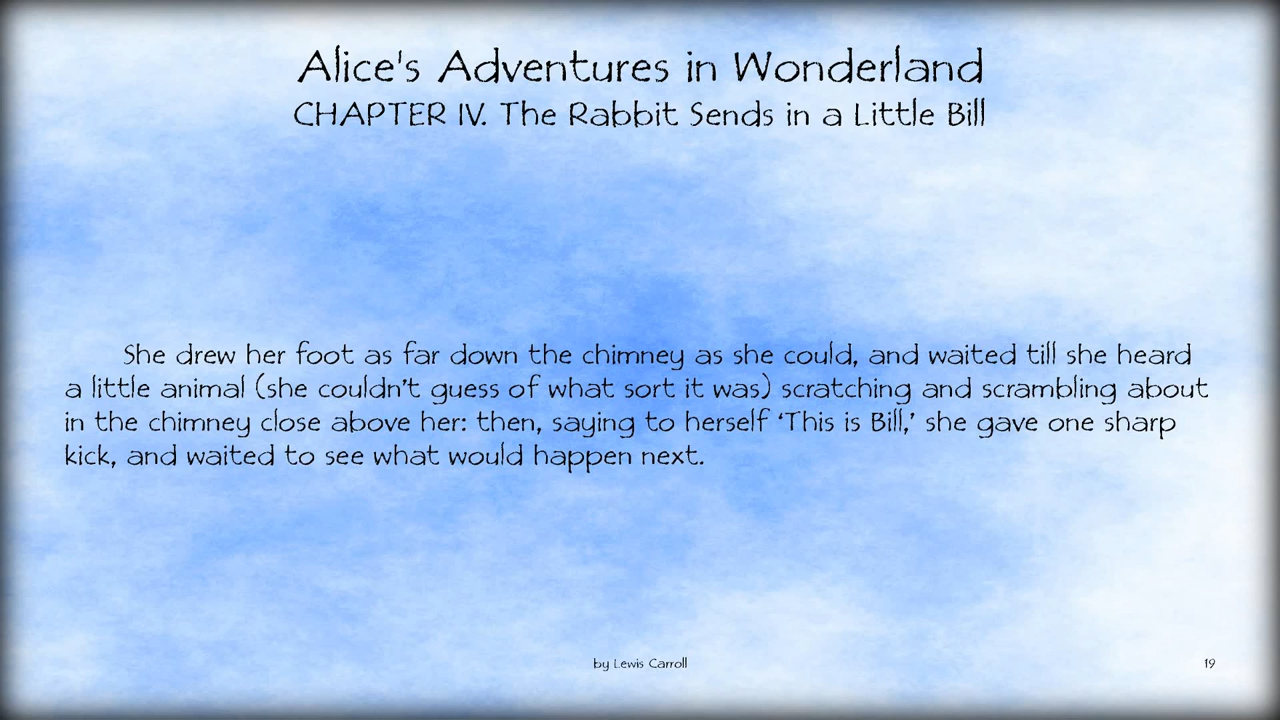 Alice's Adventures in Wonderland
CHAPTER IV. The Rabbit Sends in a Little Bill
She drew her foot as far down the chimney as she could, and waited till she heard
a little animal (she couldn’t guess of what sort it was) scratching and scrambling about
in the chimney close above her: then, saying to herself ‘This is Bill,’ she gave one sharp
kick, and waited to see what would happen next.
by Lewis Carroll
19